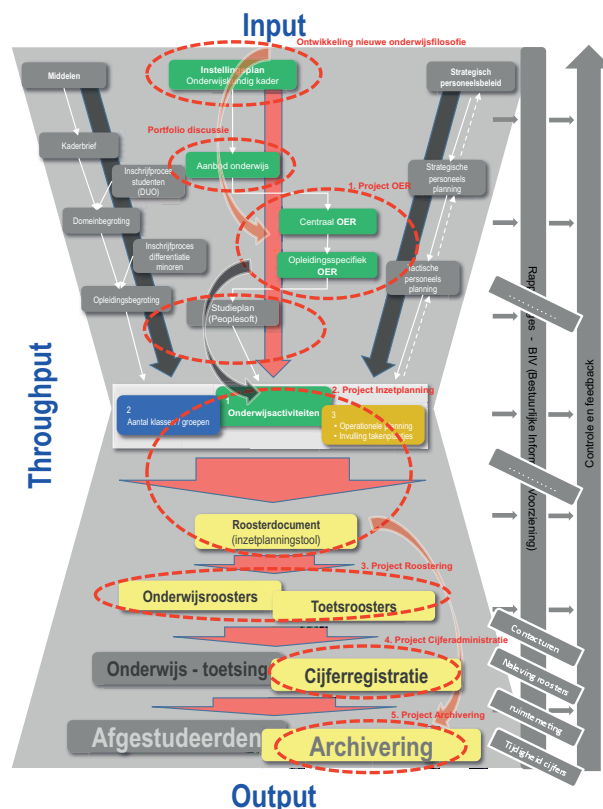 Input
Ontwikkeling nieuwe onderwijsfilosofie
Middelen
Instellingsplan
Onderwijskundig kader
Strategisch
personeelsbeleid
Portfolio discussie
Kaderbrief
Aanbod onderwijs
Inschrijfproces
studenten
(DUO)
Strategische
personeels
planning
1. Project OER
Domeinbegroting
Centraal OER
Inschrijfproces
differentiatie
minoren
Opleidingsspecifiek
OER
Tactische
personeels
planning
Opleidingsbegroting
Studieplan
(Peoplesoft)
Throughput
2. Project Inzetplanning
2
Aantal klassen / groepen
1
Onderwijsactiviteiten
3
• Operationele planning
• Invulling takenplaatjes
Roosterdocument
(inzetplanningstool)
3. Project Roostering
Onderwijsroosters
Toetsroosters
4. Project Cijferadministratie
Onderwijs - toetsing
Cijferregistratie
5. Project Archivering
Afgestudeerden
Archivering
Output
- BIV (Bestuurlijke
voorziening)
Controle en feedback
............
............
Contacturen
Naleving roosters
ruimtemeting
Tijdigheid cijfers